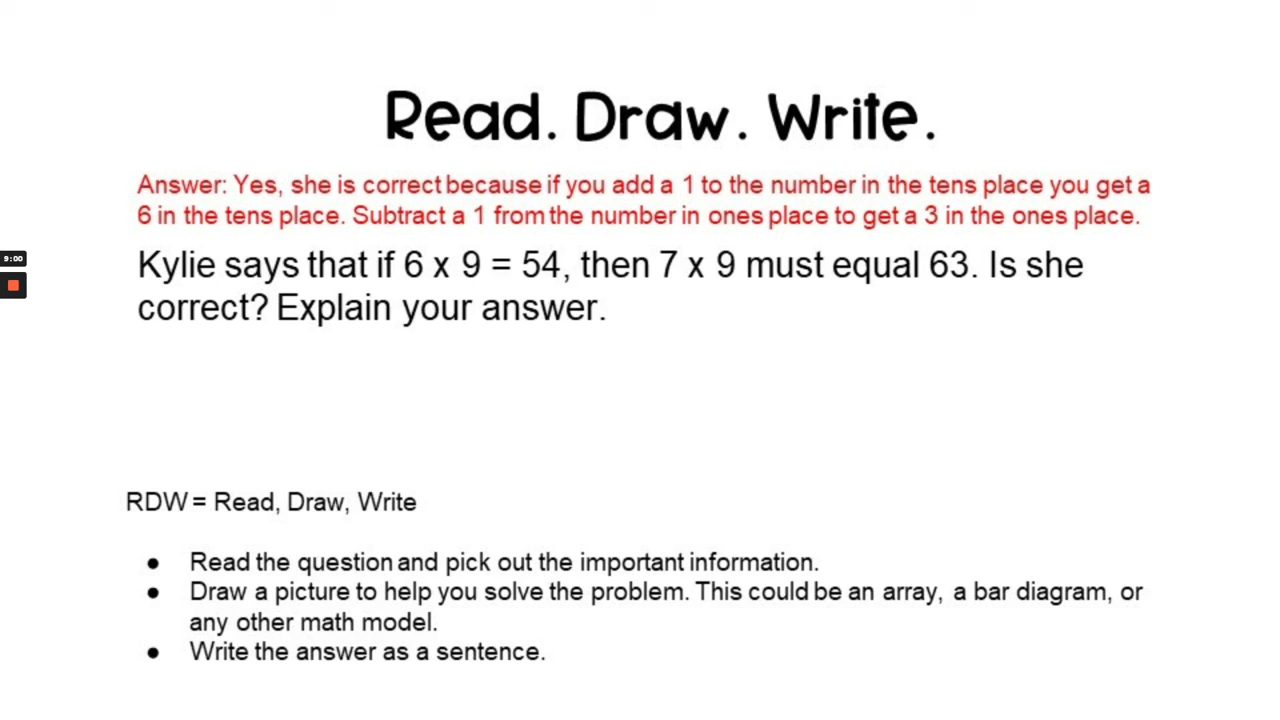 Read. Draw. Write.
Answer: Yes, she is correct because if you add a 1 to the number in the tens place you get a
6 in the tens place. Subtract a 1 from the number in ones place to get a 3 in the ones place.
9:00
Kylie says that if 6 x 9 = 54, then 7 x 9 must equal 63. Is she
correct? Explain your answer.
RDW = Read, Draw, Write
● Read the question and pick out the important information.
● Draw a picture to help you solve the problem. This could be an array, a bar diagram, or
any other math model.
● Write the answer as a sentence.